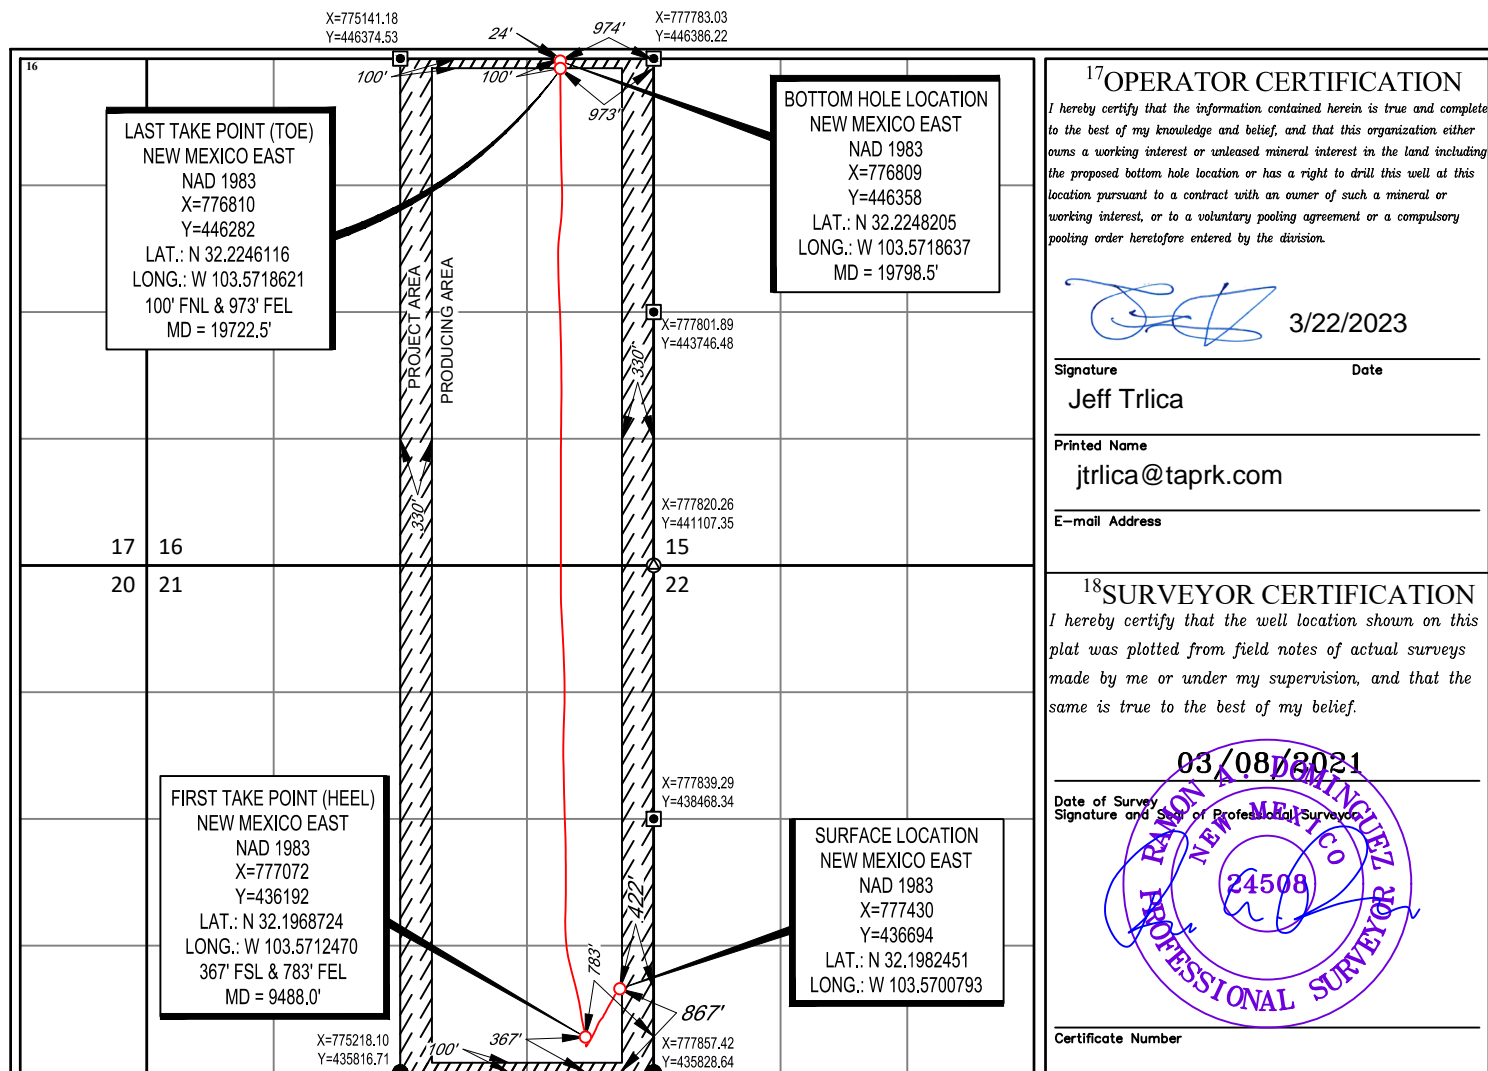 X=775141.18
Y=446374.53
24'
974'
X=777783.03
Y=446386.22
16
100'
100'
973'
LAST TAKE POINT (TOE)
NEW MEXICO EAST
NAD 1983
X=776810
Y=446282
LAT.: N 32.2246116
LONG.: W 103.5718621
100' FNL & 973' FEL
MD = 19722.5'
BOTTOM HOLE LOCATION
NEW MEXICO EAST
NAD 1983
X=776809
Y=446358
LAT.: N 32.2248205
LONG.: W 103.5718637
MD = 19798.5'
PROJECT AREA
PRODUCING AREA
X=777801.89
Y=443746.48
330'
330'
X=777820.26
Y=441107.35
17 16
15
20 21
22
X=777839.29
Y=438468.34
FIRST TAKE POINT (HEEL)
NEW MEXICO EAST
NAD 1983
X=777072
Y=436192
LAT.: N 32.1968724
LONG.: W 103.5712470
367' FSL & 783' FEL
MD = 9488.0'
SURFACE LOCATION
NEW MEXICO EAST
NAD 1983
X=777430
Y=436694
LAT.: N 32.1982451
LONG.: W 103.5700793
422'
783'
867'
367'
100'
X=775218.10
Y=435816.71
X=777857.42
Y=435828.64
17 OPERATOR CERTIFICATION
I hereby certify that the information contained herein is true and complete
to the best of my knowledge and belief, and that this organization either
owns a working interest or unleased mineral interest in the land including
the proposed bottom hole location or has a right to drill this well at this
location pursuant to a contract with an owner of such a mineral or
working interest, or to a voluntary pooling agreement or a compulsory
pooling order heretofore entered by the division.
3/22/2023
Signature Date
Jeff Trlica
Printed Name
jtrlica@taprk.com
E-mail Address
18 SURVEYOR CERTIFICATION
I hereby certify that the well location shown on this
plat was plotted from field notes of actual surveys
made by me or under my supervision, and that the
same is true to the best of my belief.
03/08/2021
Date of Survey
Signature and Seal of Professional Surveyor
RAMON A. DOMINGUEZ
NEW MEXICO
24508
PROFESSIONAL SURVEYOR
Certificate Number